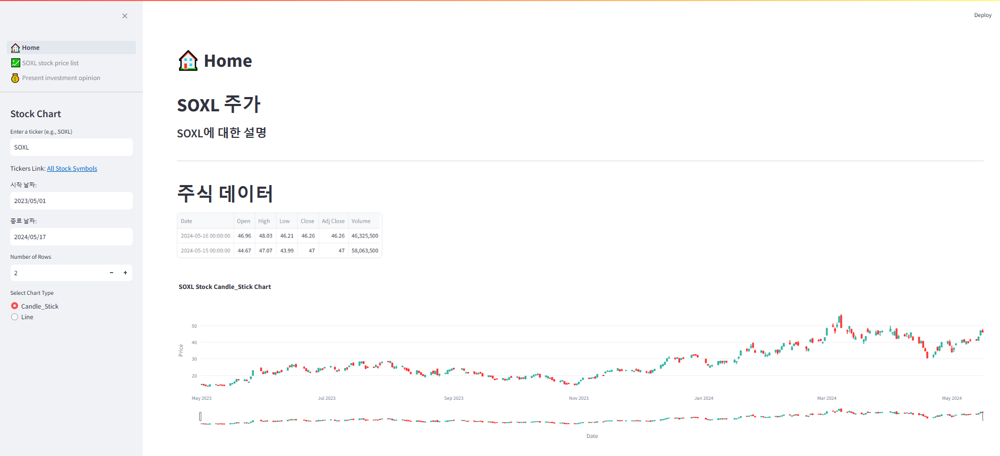 Deploy
Home
SOXL stock price list
Present investment opinion
Stock Chart
Enter a ticker (e.g., SOXL)
SOXL
Tickers Link: All Stock Symbols
시작 날짜:
2023/05/01
종료 날짜:
2024/05/17
Number of Rows
2
Select Chart Type
Candle_Stick
Line
Home
SOXL 주가
SOXL에 대한 설명
주식 데이터
Date Open High Low Close Adj Close Volume
2024-05-16 00:00:00 46.96 48.03 46.21 46.26 46.26 46,325,500
2024-05-15 00:00:00 44.67 47.07 43.99 47 47 58,063,500
SOXL Stock Candle_Stick Chart
50
40
30
20
Price
May 2023 Jul 2023 Sep 2023 Nov 2023 Jan 2024 Mar 2024 May 2024
Date